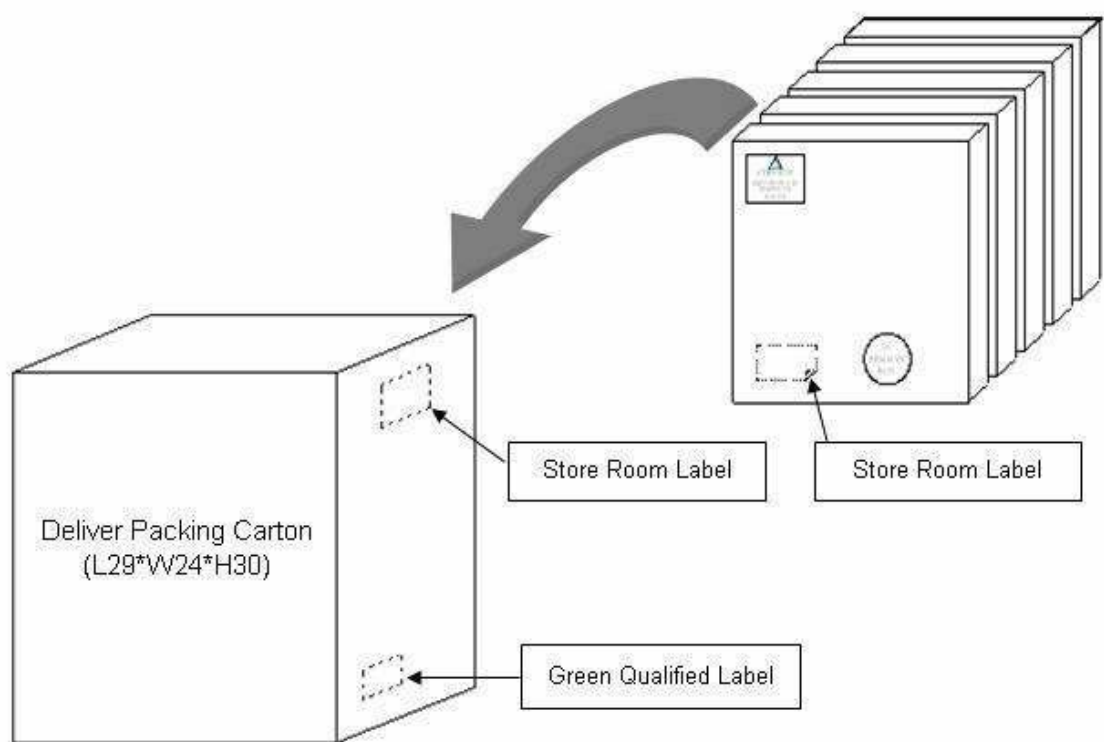 Store Room Label
Store Room Label
Deliver Packing Carton
(L29*W24*H30)
Green Qualified Label